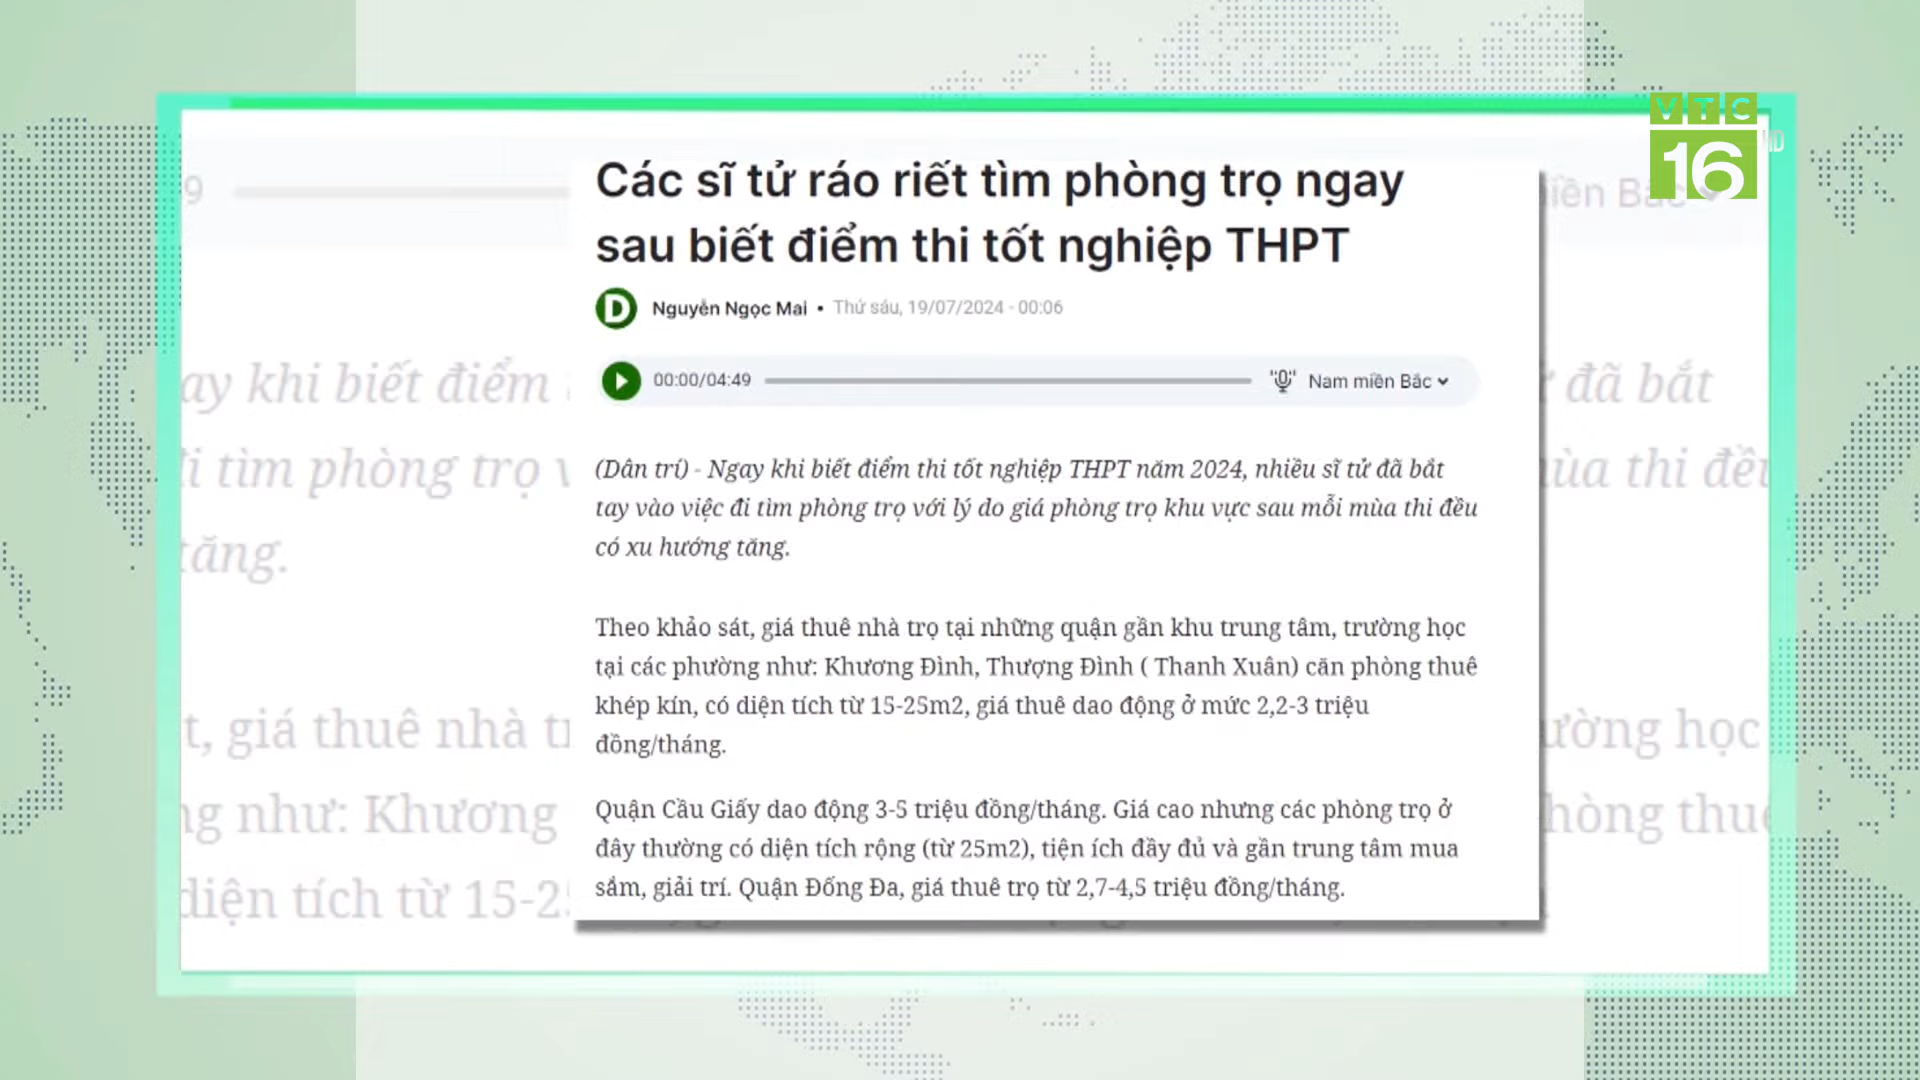 VTC
16
HD
Các sĩ tử ráo riết tìm phòng trọ ngay
sau biết điểm thi tốt nghiệp THPT
D
Nguyễn Ngọc Mai • Thứ sáu, 19/07/2024 - 00:06
00:00/04:49
Nam miền Bắc
(Dân trí) - Ngay khi biết điểm thi tốt nghiệp THPT năm 2024, nhiều sĩ tử đã bắt
tay vào việc đi tìm phòng trọ với lý do giá phòng trọ khu vực sau mỗi mùa thi đều
có xu hướng tăng.
Theo khảo sát, giá thuê nhà trọ tại những quận gần khu trung tâm, trường học
tại các phường như: Khương Đình, Thượng Đình ( Thanh Xuân) căn phòng thuê
khép kín, có diện tích từ 15-25m2, giá thuê dao động ở mức 2,2-3 triệu
đồng/tháng.
Quận Cầu Giấy dao động 3-5 triệu đồng/tháng. Giá cao nhưng các phòng trọ ở
đây thường có diện tích rộng (từ 25m2), tiện ích đầy đủ và gần trung tâm mua
sắm, giải trí. Quận Đống Đa, giá thuê trọ từ 2,7-4,5 triệu đồng/tháng.